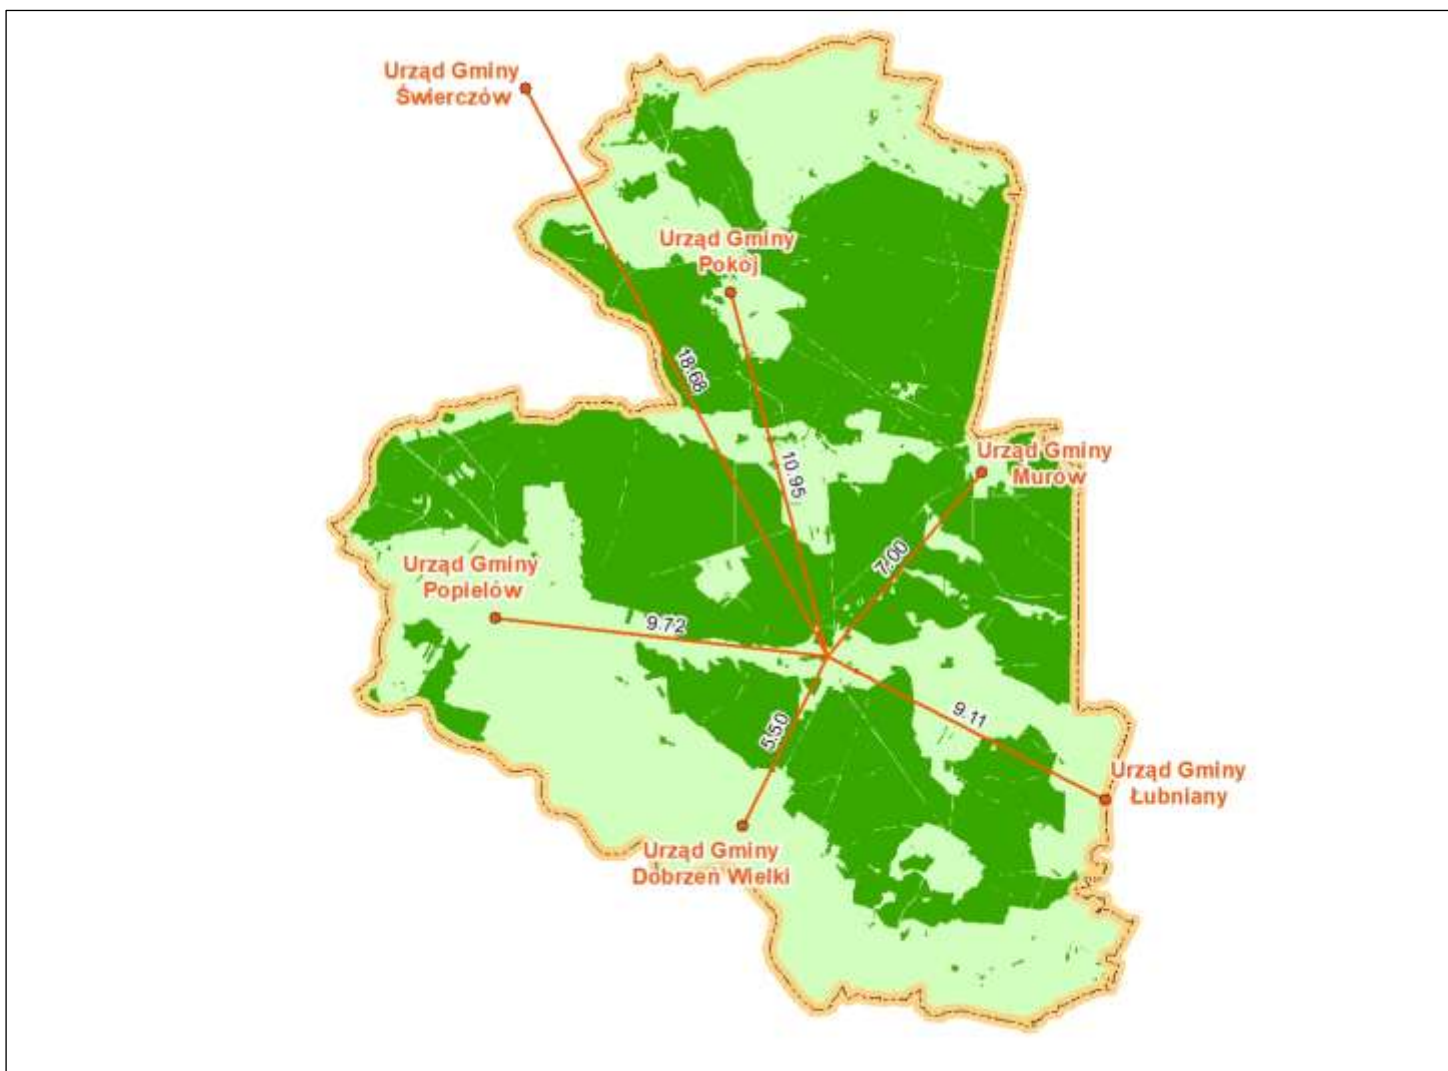 Urząd Gminy
Świerczów
Urząd Gminy
Pokój
18.68
10.95
Urząd Gminy
Murów
7.00
Urząd Gminy
Popielów
9.72
9.11
5.50
Urząd Gminy
Łubniany
Urząd Gminy
Dobrzeń Wielki